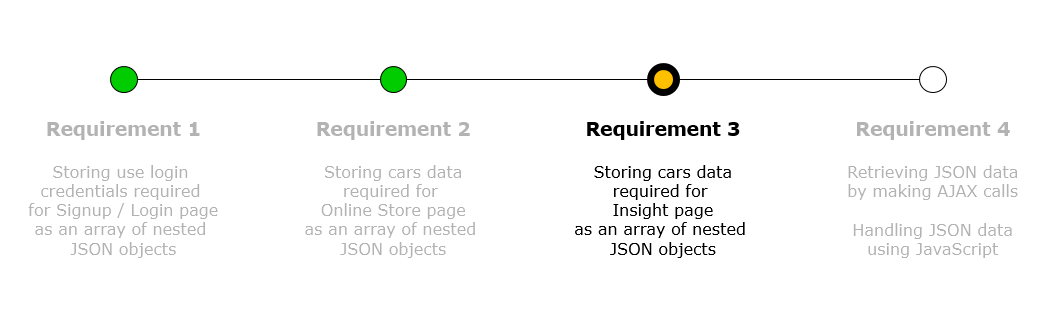 Requirement 1
Storing use login
credentials required
for Signup / Login page
as an array of nested
JSON objects
Requirement 2
Storing cars data
required for
Online Store page
as an array of nested
JSON objects
Requirement 3
Storing cars data
required for
Insight page
as an array of nested
JSON objects
Requirement 4
Retrieving JSON data
by making AJAX calls
Handling JSON data
using JavaScript